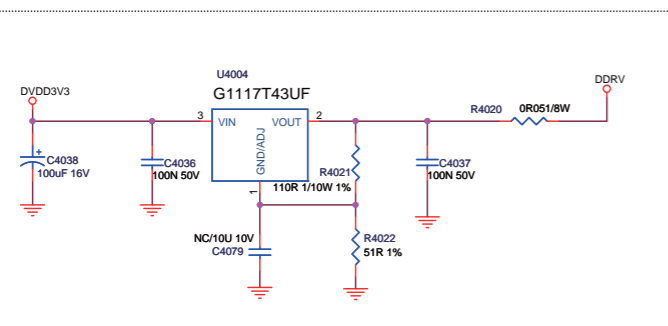 U4004
G1117T43UF
DVDD3V3
3
VIN
VOUT
2
GND/ADJ
1
R4020
0R051/8W
DDRV
C4038
100uF 16V
C4036
100N 50V
R4021
110R 1/10W 1%
C4037
100N 50V
NC/10U 10V
C4079
R4022
51R 1%